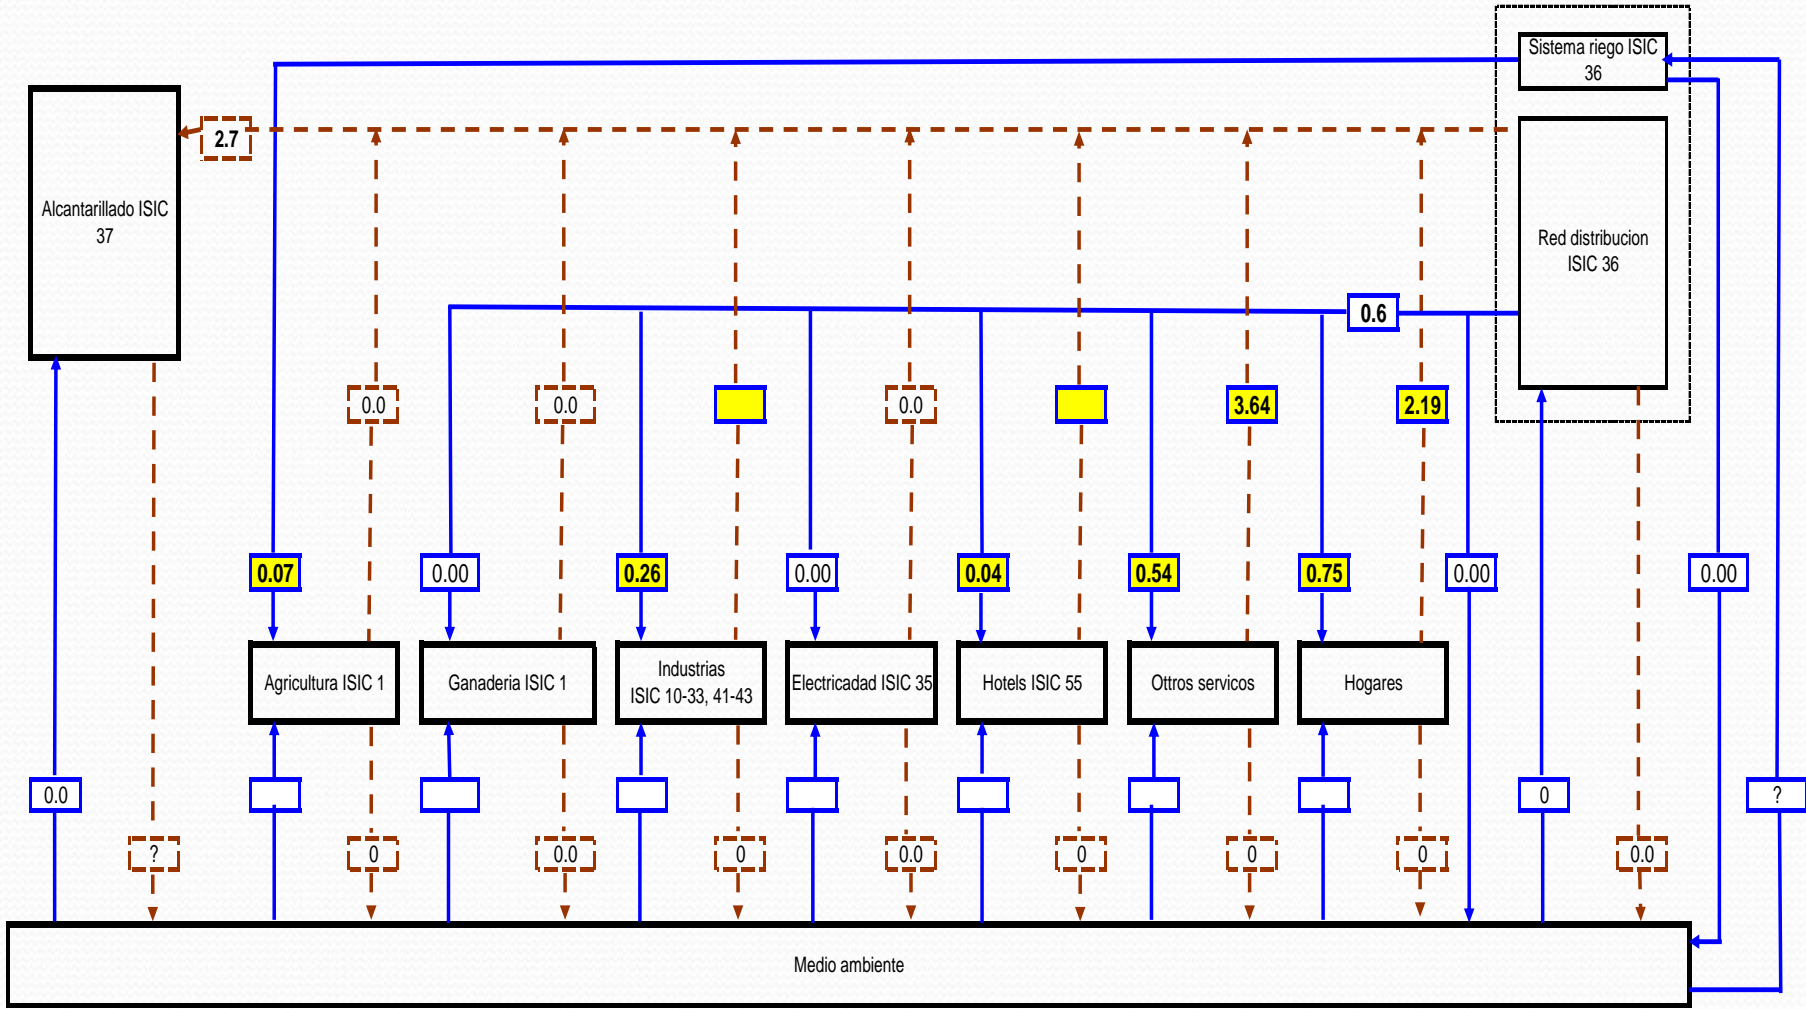 Sistema riego ISIC
36
2.7
Alcantarillado ISIC
37
Red distribucion
ISIC 36
0.6
0.0
0.0
0.0
3.64
2.19
0.07
0.00
0.26
0.00
0.04
0.54
0.75
0.00
0.00
Agricultura ISIC 1
Ganaderia ISIC 1
Industrias
ISIC 10-33, 41-43
Electricadad ISIC 35
Hotels ISIC 55
Ottros servicos
Hogares
0.0
0
?
?
0
0.0
0
0.0
0
0
0
0.0
Medio ambiente